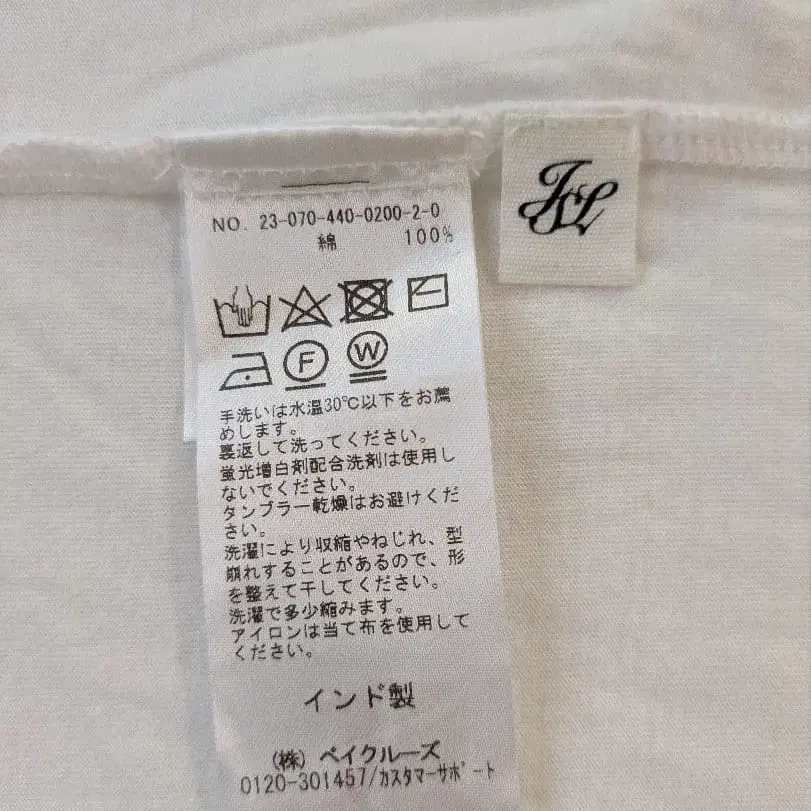 NO. 23-070-440-0200-2-0
綿 100%
JSL
F W
手洗いは水温30℃以下をお薦
めします。
裏返して洗ってください。
蛍光増白剤配合洗剤は使用し
ないでください。
タンブラー乾燥はお避けくだ
さい。
洗濯により収縮やねじれ、型
崩れすることがあるので、形
を整えて干してください。
洗濯で多少縮みます。
アイロンは当て布を使用して
ください。
インド製
(株) ベイクルーズ
0120-301457/カスタマーサポート